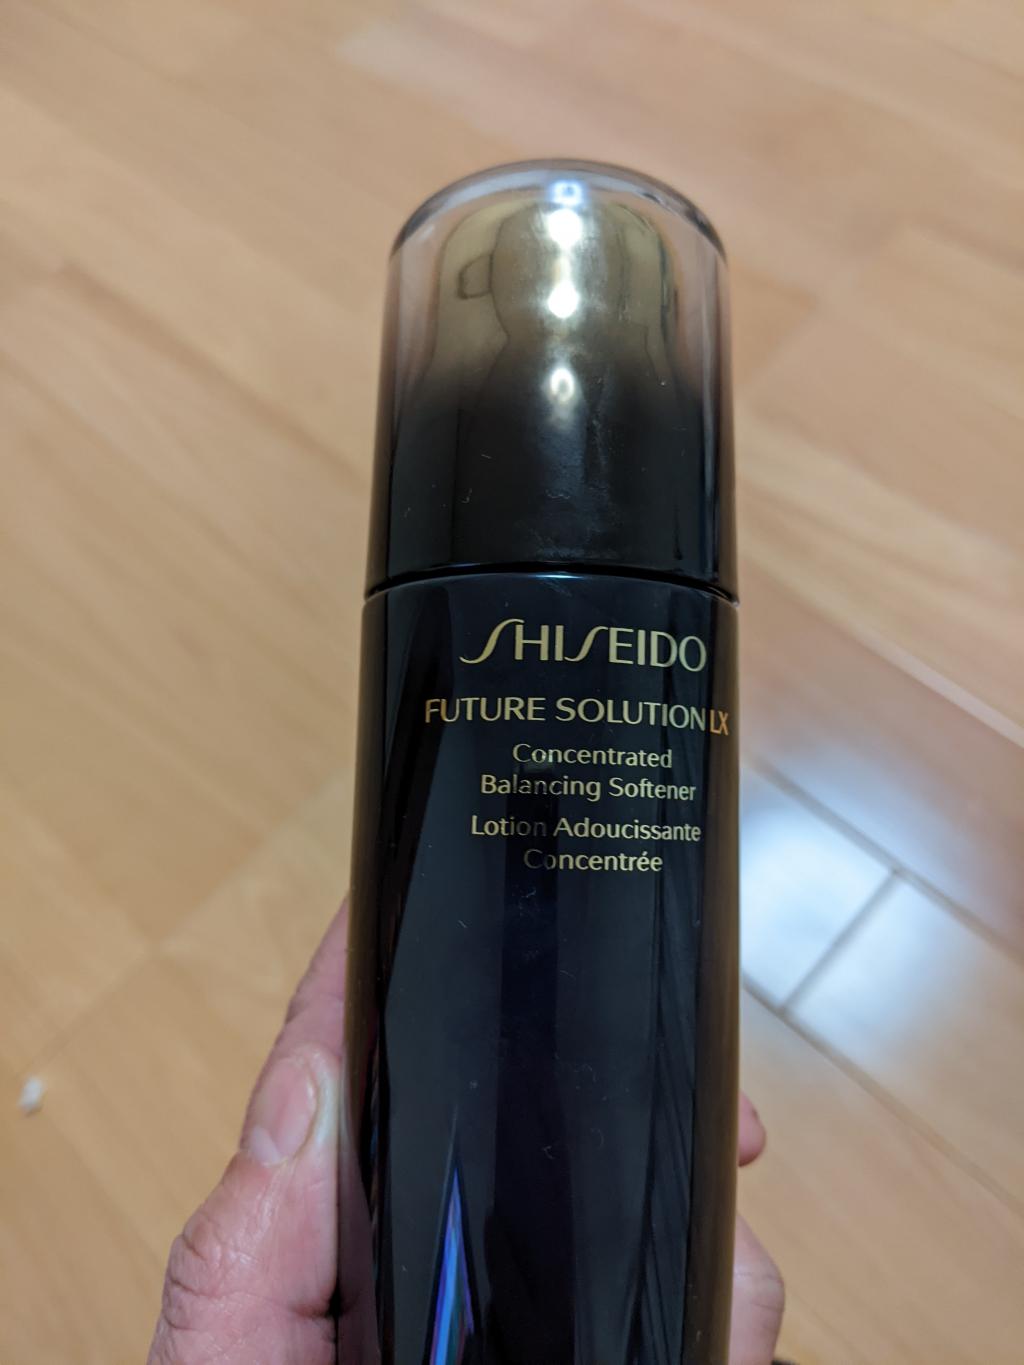 SHISEIDO
FUTURE SOLUTION LX
Concentrated
Balancing Softener
Lotion Adoucissante
Concentrée